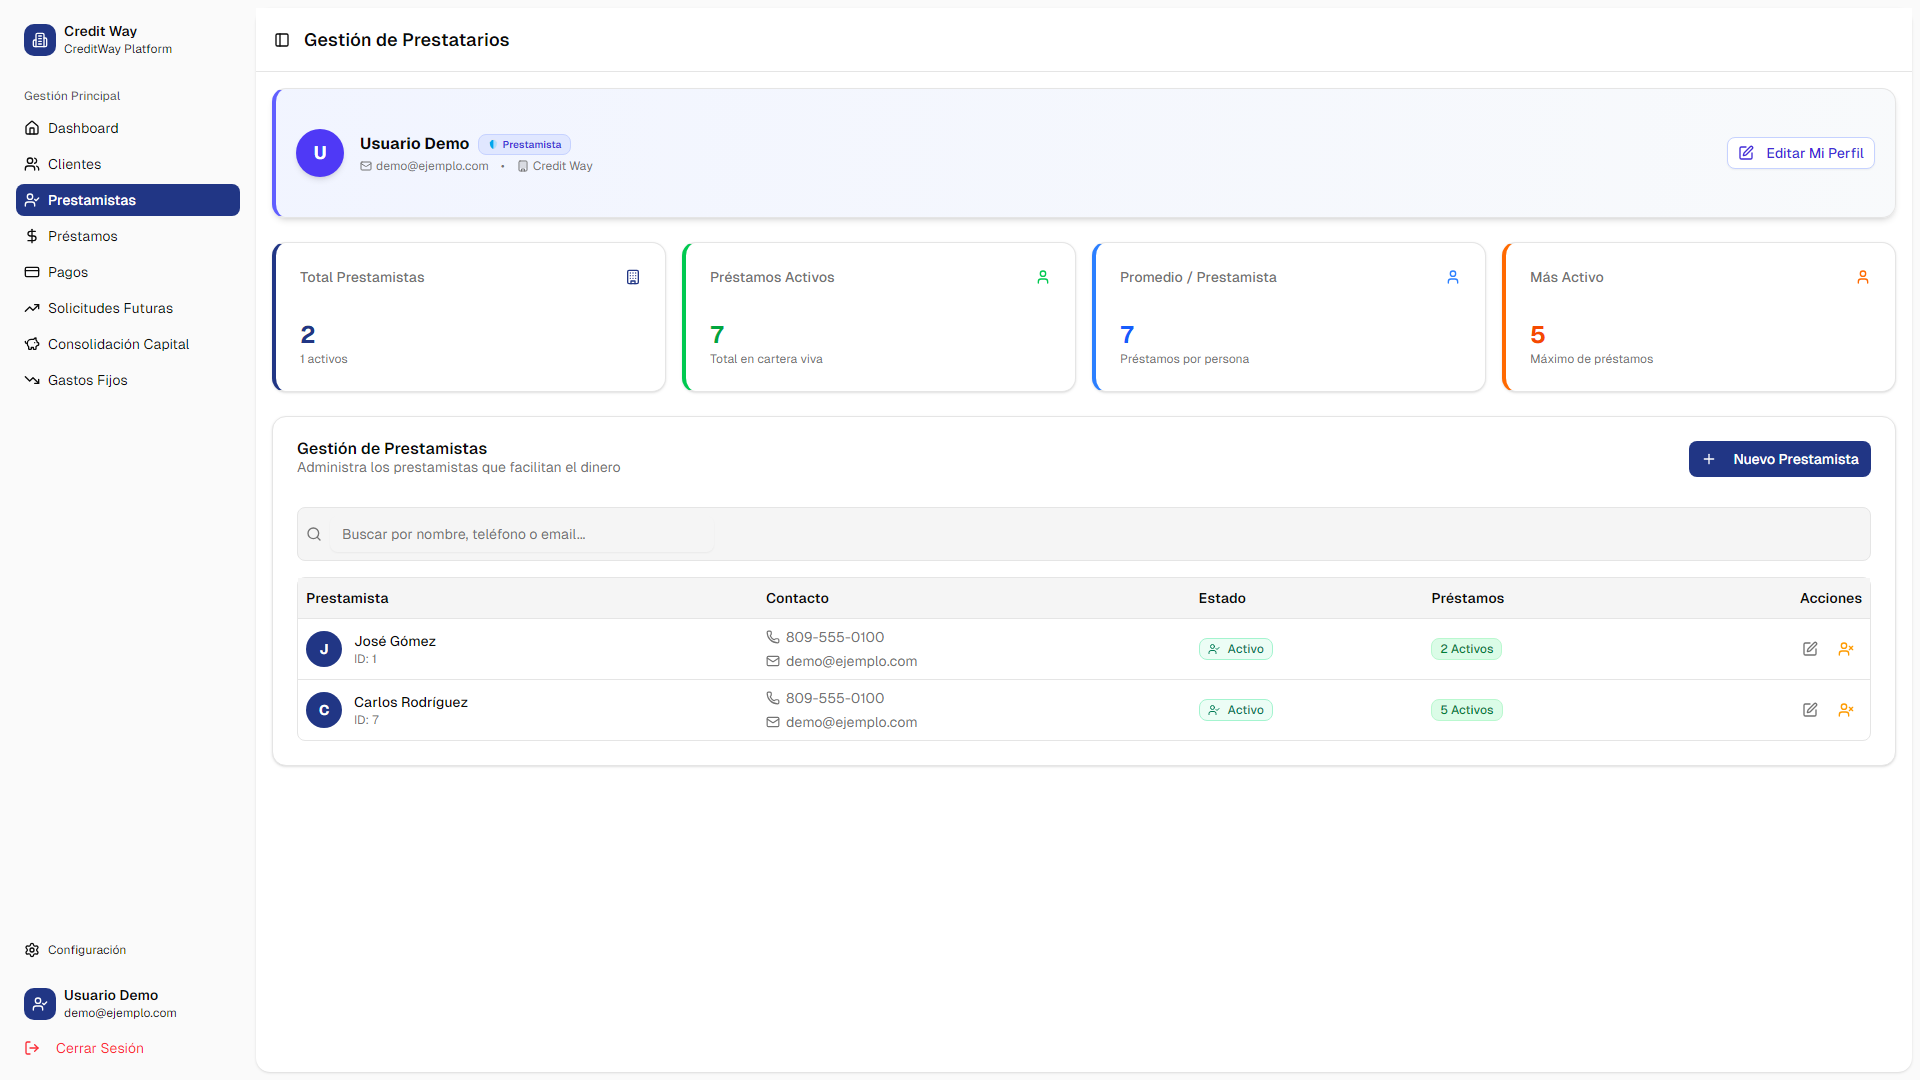 Credit Way
CreditWay Platform
Gestión Principal
Dashboard
Clientes
Prestamistas
Préstamos
Pagos
Solicitudes Futuras
Consolidación Capital
Gastos Fijos
Configuración
Usuario Demo
demo@ejemplo.com
Cerrar Sesión
Gestión de Prestatarios
U
Usuario Demo
Prestamista
demo@ejemplo.com • Credit Way
Editar Mi Perfil
Total Prestamistas
2
1 activos
Préstamos Activos
7
Total en cartera viva
Promedio / Prestamista
7
Préstamos por persona
Más Activo
5
Máximo de préstamos
Gestión de Prestamistas
Administra los prestamistas que facilitan el dinero
Nuevo Prestamista
Buscar por nombre, teléfono o email...
Prestamista Contacto Estado Préstamos Acciones
J
José Gómez
ID: 1
809-555-0100
demo@ejemplo.com
Activo
2 Activos
C
Carlos Rodríguez
ID: 7
809-555-0100
demo@ejemplo.com
Activo
5 Activos